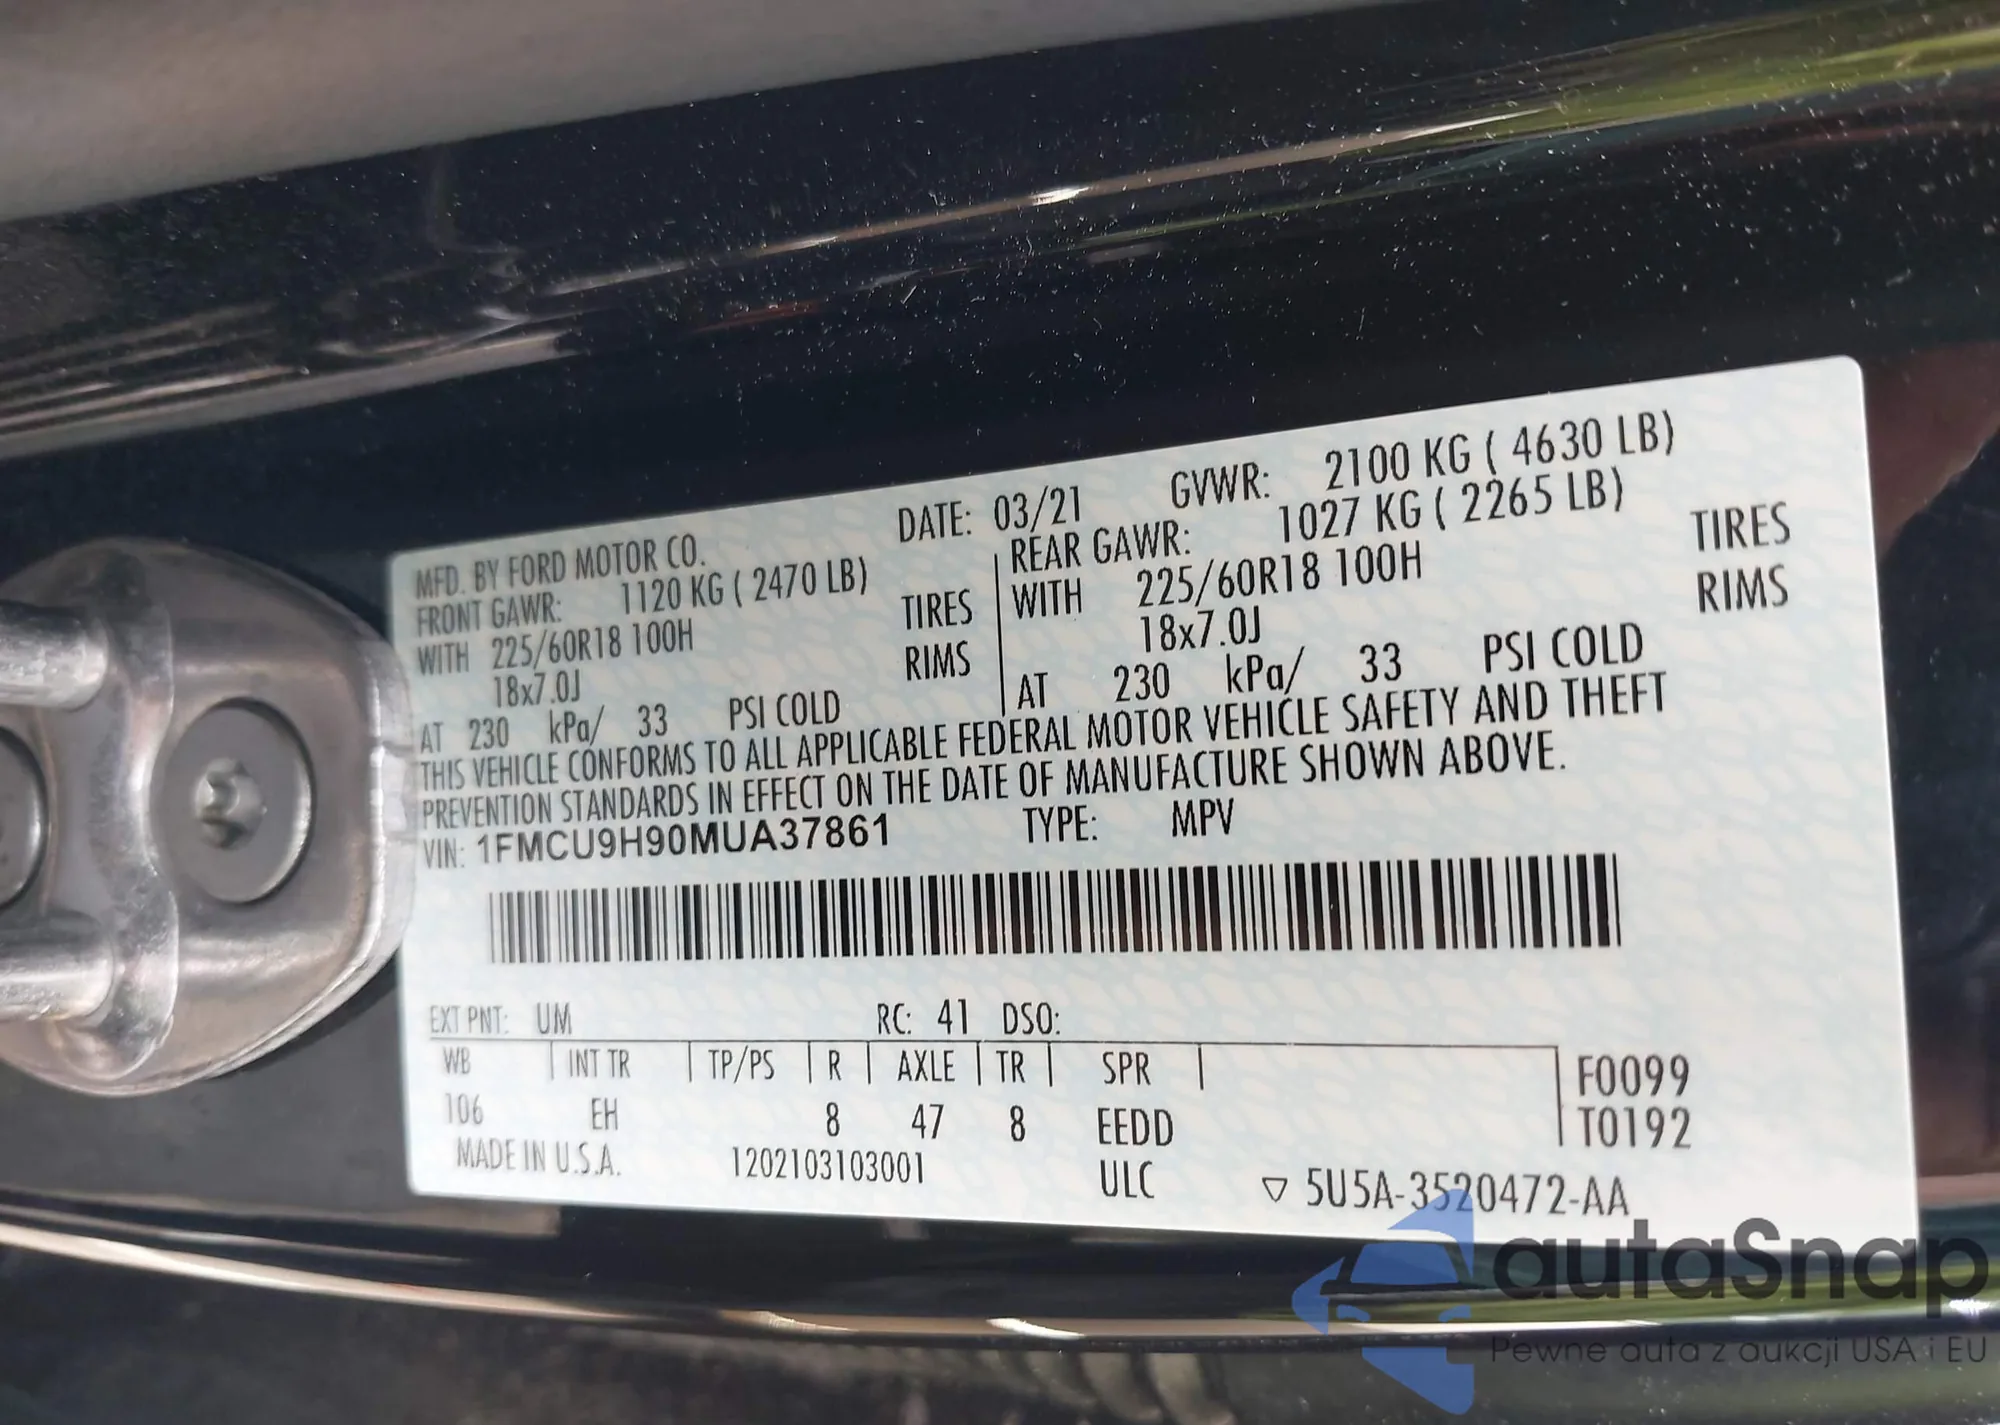 MFD. BY FORD MOTOR CO. DATE: 03/21 GVWR: 2100 KG ( 4630 LB)
FRONT GAWR: 1120 KG ( 2470 LB) REAR GAWR: 1027 KG ( 2265 LB)
WITH 225/60R18 100H TIRES WITH 225/60R18 100H TIRES
18x7.0J RIMS 18x7.0J RIMS
AT 230 kPa/ 33 PSI COLD AT 230 kPa/ 33 PSI COLD
THIS VEHICLE CONFORMS TO ALL APPLICABLE FEDERAL MOTOR VEHICLE SAFETY AND THEFT
PREVENTION STANDARDS IN EFFECT ON THE DATE OF MANUFACTURE SHOWN ABOVE.
VIN: 1FMCU9H90MUA37861 TYPE: MPV
EXT PNT: UM RC: 41 DSO:
WB INT TR TP/PS R AXLE TR SPR F0099
106 EH 8 47 8 EEDD T0192
MADE IN U.S.A. 1202103103001 ULC ▽ 5U5A-3520472-AA
autaSnap
Pewne auta z aukcji USA i EU